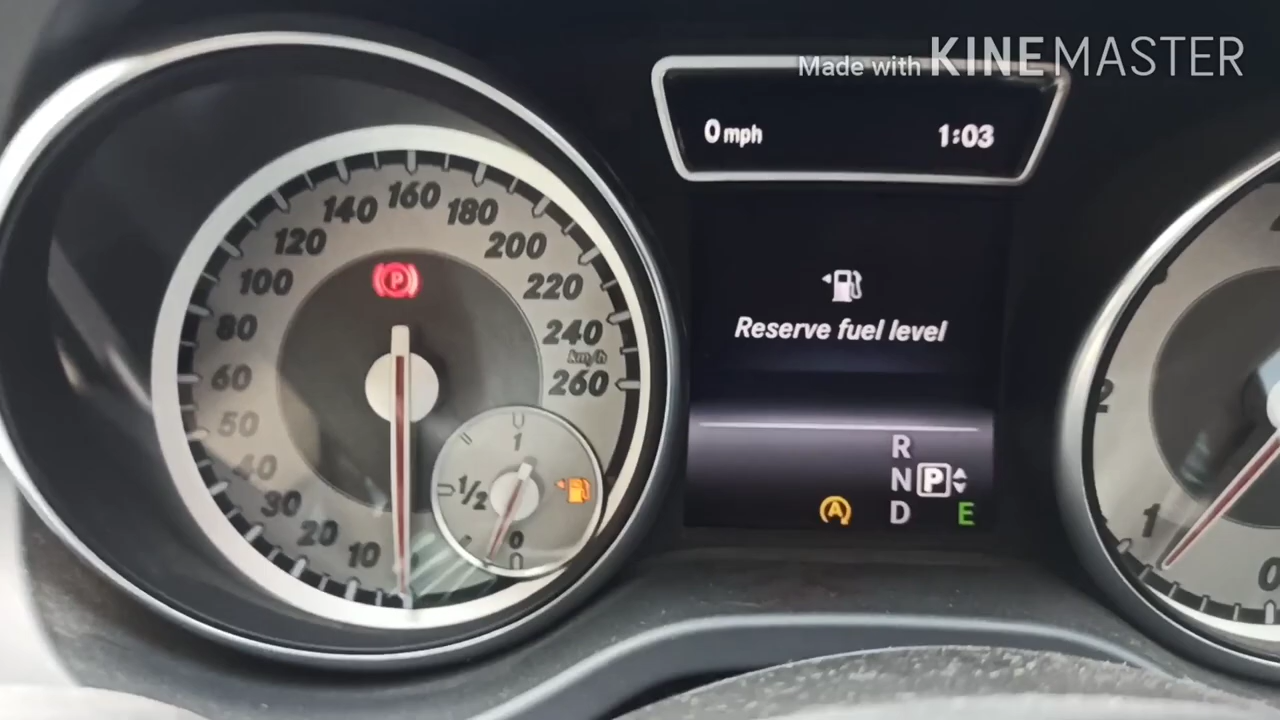 Made with KINEMASTER
0 mph 1:03
160
140 180
120 200
100 220
80 240
km/h
60 260
50
40
30
20
10
P
1
1/2
0
Reserve fuel level
R
N P
A D E
2
1
0